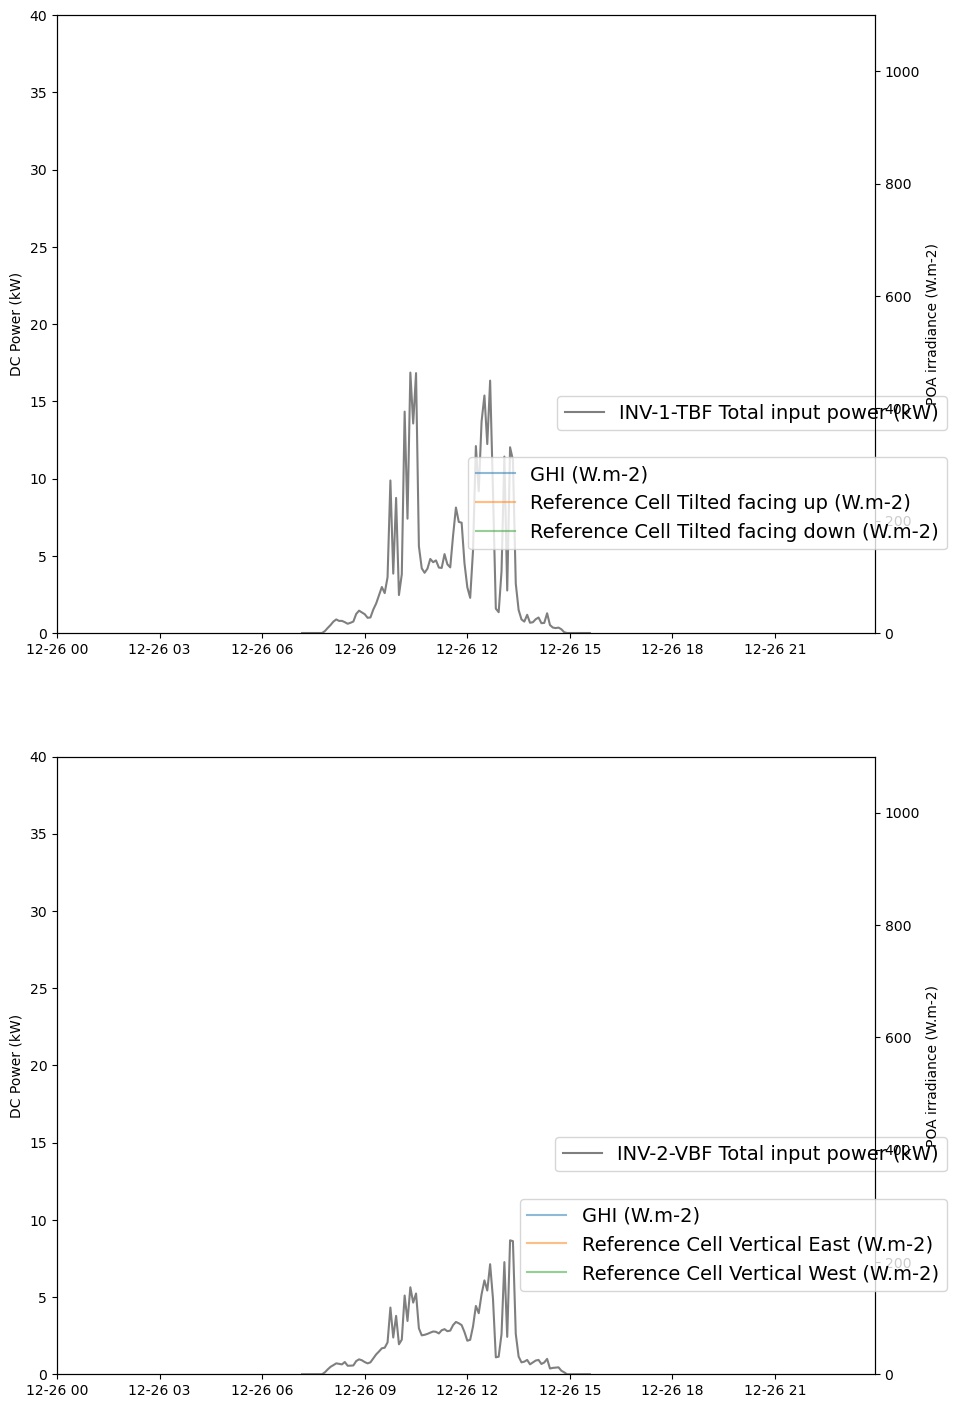 40
35
30
25
20
15
10
5
0
DC Power (kW)
1000
800
600
400
200
0
POA irradiance (W.m-2)
INV-1-TBF Total input power (kW)
GHI (W.m-2)
Reference Cell Tilted facing up (W.m-2)
Reference Cell Tilted facing down (W.m-2)
12-26 00 12-26 03 12-26 06 12-26 09 12-26 12 12-26 15 12-26 18 12-26 21
40
35
30
25
20
15
10
5
0
DC Power (kW)
1000
800
600
400
200
0
POA irradiance (W.m-2)
INV-2-VBF Total input power (kW)
GHI (W.m-2)
Reference Cell Vertical East (W.m-2)
Reference Cell Vertical West (W.m-2)
12-26 00 12-26 03 12-26 06 12-26 09 12-26 12 12-26 15 12-26 18 12-26 21